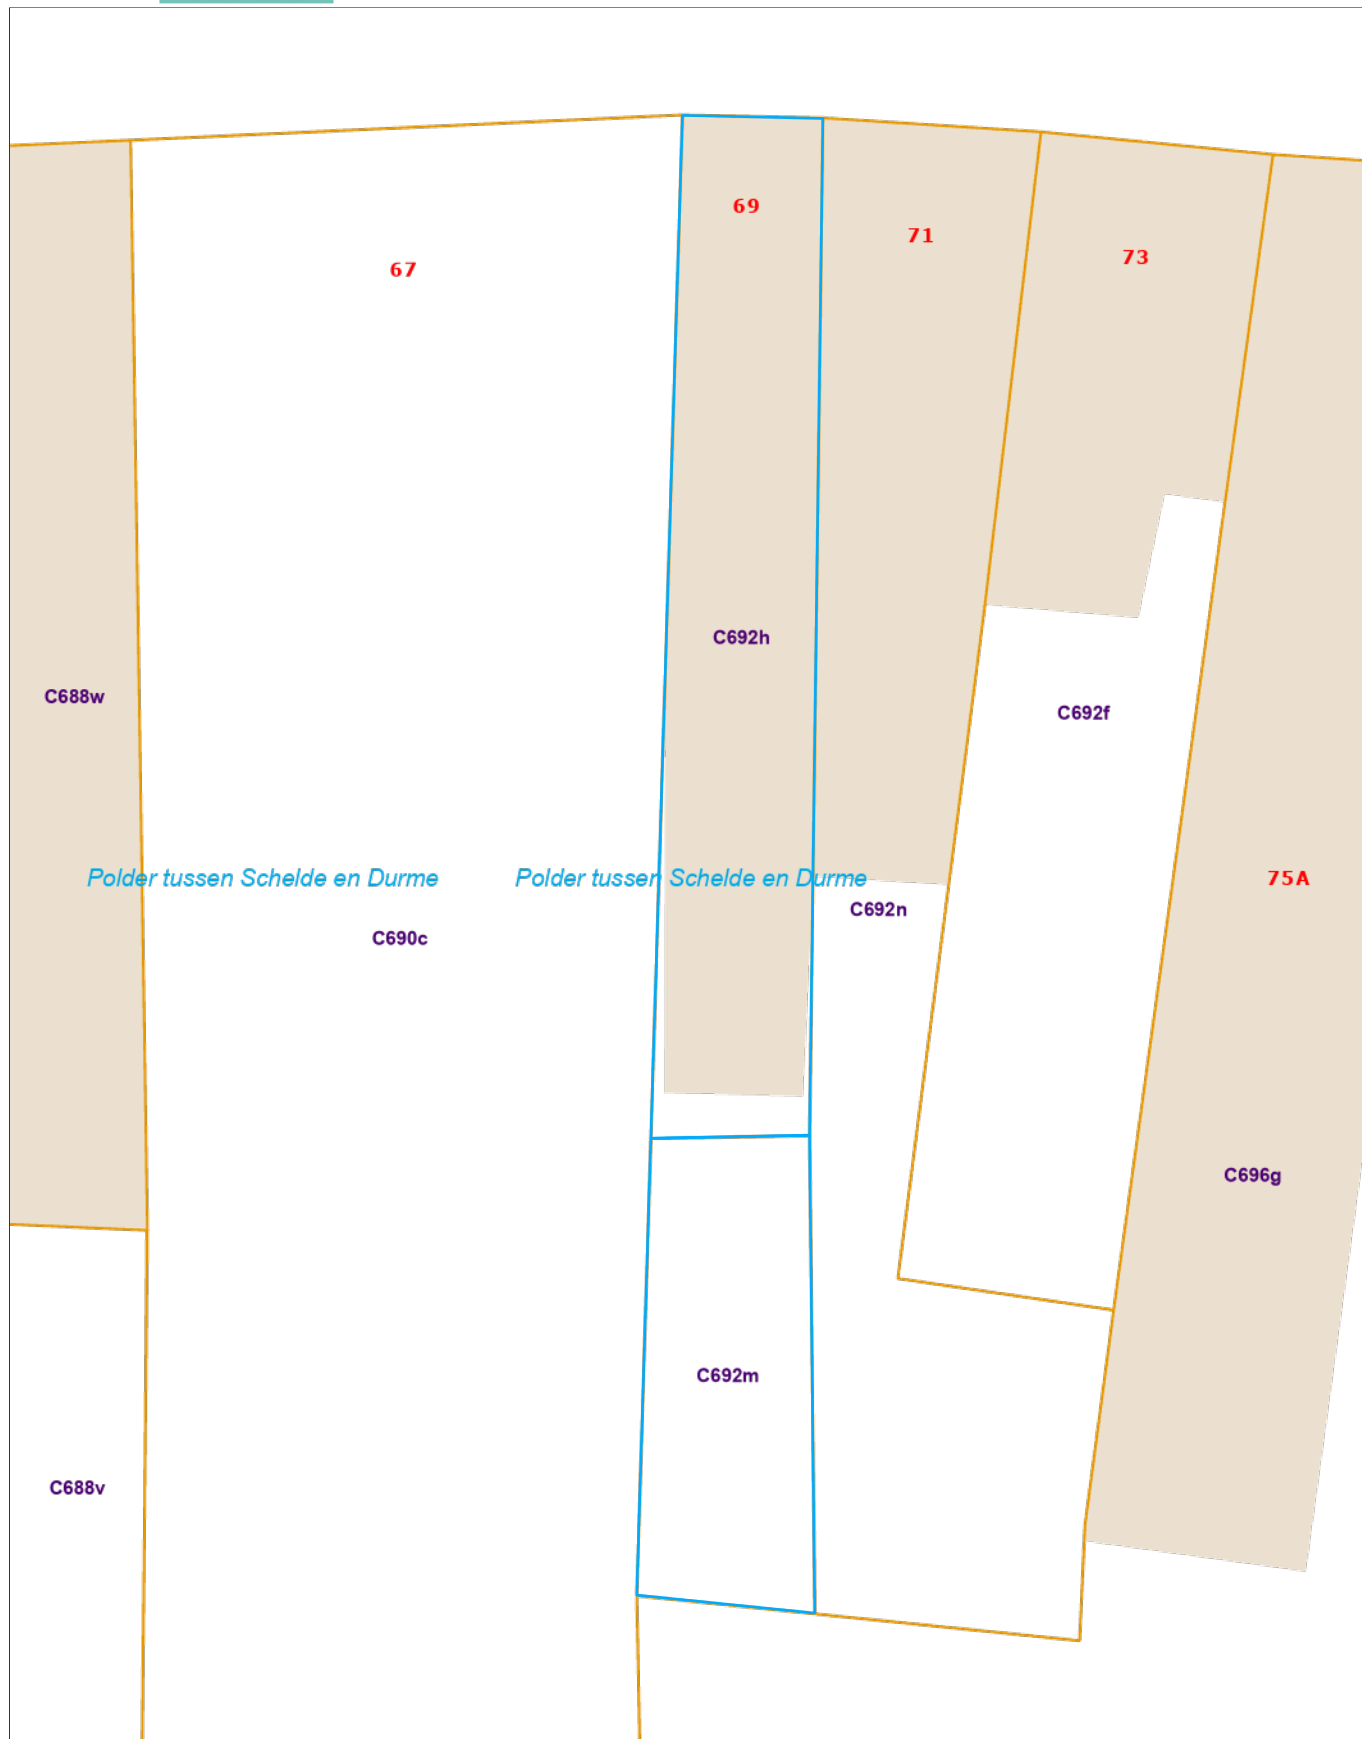 69
71
73
67
C692h
C688w
C692f
Polder tussen Schelde en Durme
Polder tussen Schelde en Durme
75A
C692n
C690c
C696g
C692m
C688v